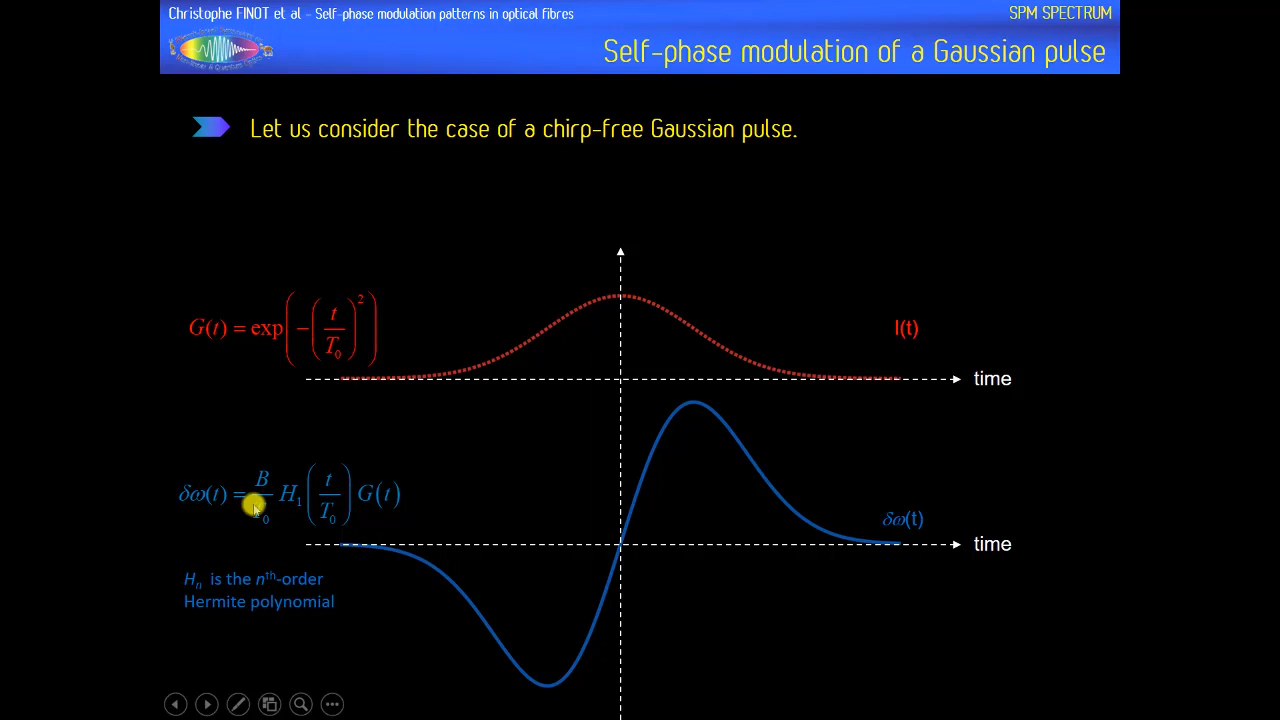 Christophe FINOT et al - Self-phase modulation patterns in optical fibres
SPM SPECTRUM
Self-phase modulation of a Gaussian pulse
Let us consider the case of a chirp-free Gaussian pulse.
G(t) = exp(−(t/T₀)²)
I(t)
time
δω(t) = B/T₀ H₁(t/T₀) G(t)
δω(t)
time
Hₙ is the nᵗʰ-order
Hermite polynomial